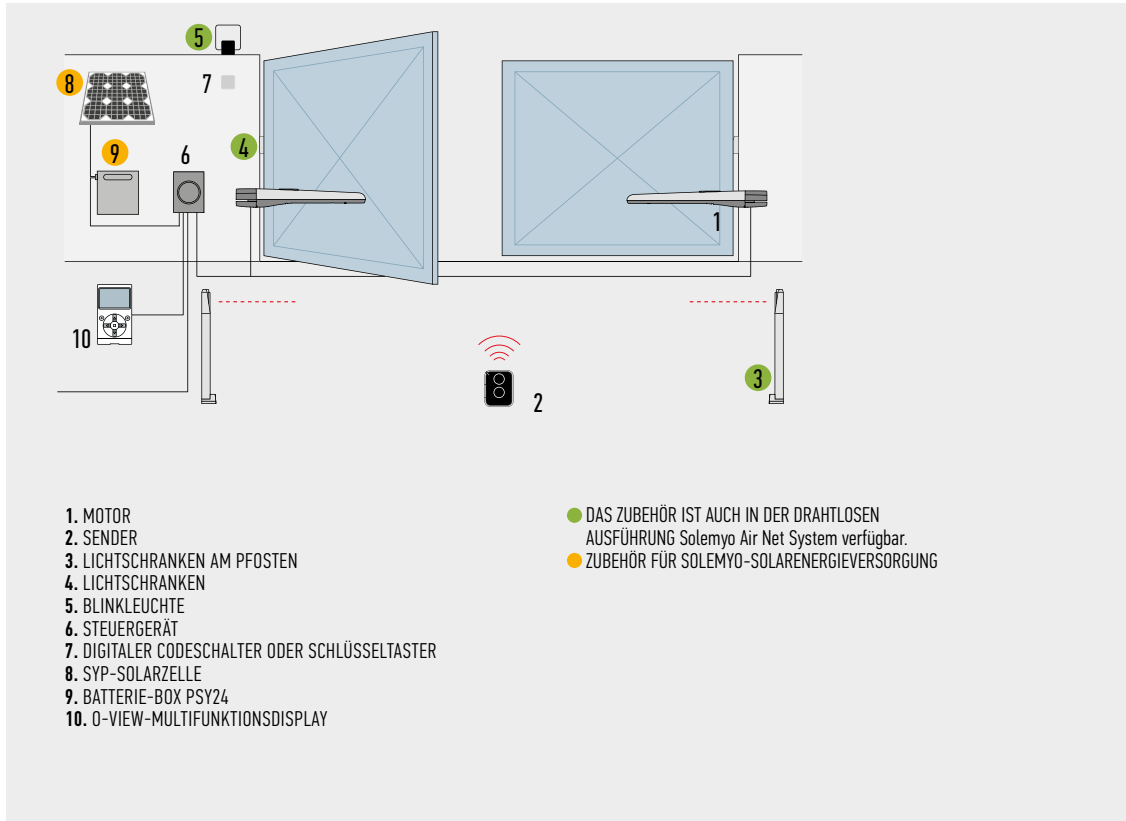 5
8
7
9
6
4
1
10
3
2
1. MOTOR
2. SENDER
3. LICHTSCHRANKEN AM PFOSTEN
4. LICHTSCHRANKEN
5. BLINKLEUCHTE
6. STEUERGERÄT
7. DIGITALER CODESCHALTER ODER SCHLÜSSELTASTER
8. SYP-SOLARZELLE
9. BATTERIE-BOX PSY24
10. O-VIEW-MULTIFUNKTIONSDISPLAY
DAS ZUBEHÖR IST AUCH IN DER DRAHTLOSEN
AUSFÜHRUNG Solemyo Air Net System verfügbar.
ZUBEHÖR FÜR SOLEMYO-SOLARENERGIEVERSORGUNG